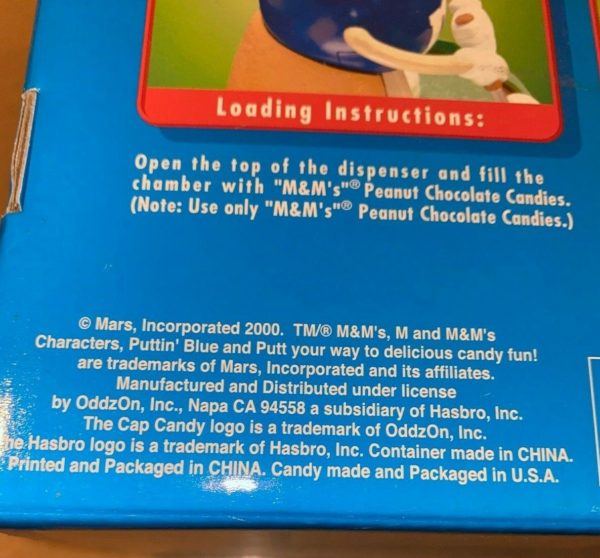 Loading Instructions:
Open the top of the dispenser and fill the
chamber with "M&M's"® Peanut Chocolate Candies.
(Note: Use only "M&M's"® Peanut Chocolate Candies.)
© Mars, Incorporated 2000. TM/® M&M's, M and M&M's
Characters, Puttin' Blue and Putt your way to delicious candy fun!
are trademarks of Mars, Incorporated and its affiliates.
Manufactured and Distributed under license
by OddzOn, Inc., Napa CA 94558 a subsidiary of Hasbro, Inc.
The Cap Candy logo is a trademark of OddzOn, Inc.
he Hasbro logo is a trademark of Hasbro, Inc. Container made in CHINA.
Printed and Packaged in CHINA. Candy made and Packaged in U.S.A.